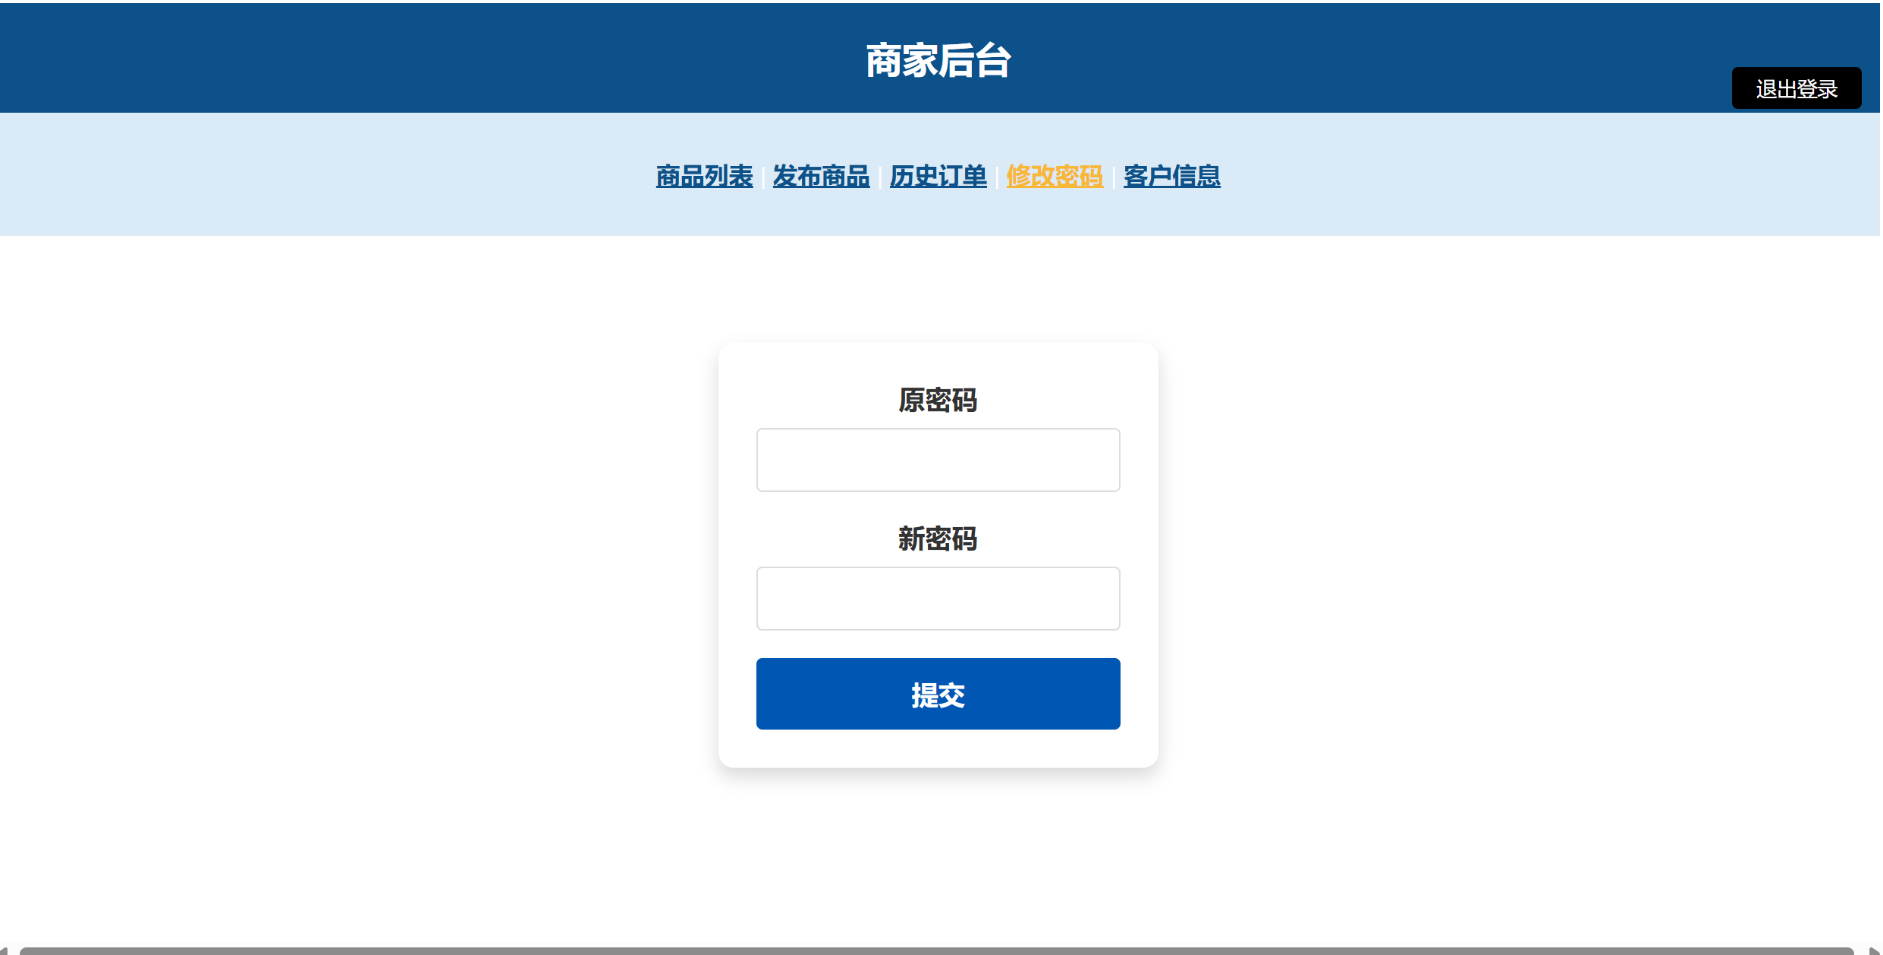 商家后台
退出登录
商品列表 | 发布商品 | 历史订单 | 修改密码 | 客户信息
原密码
新密码
提交